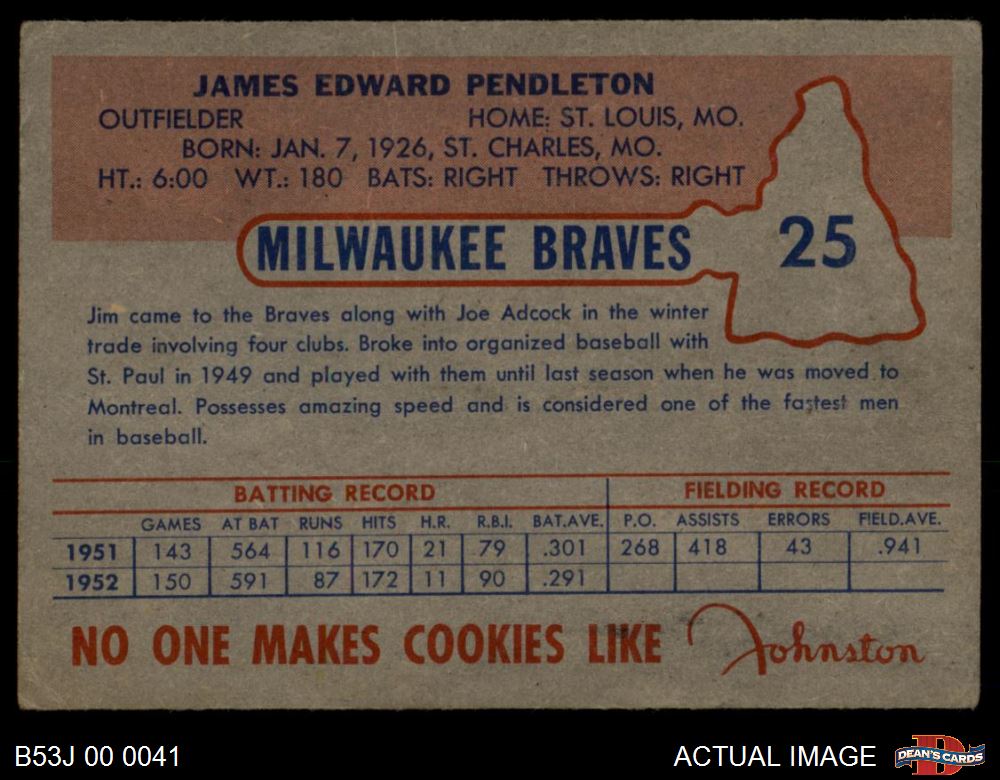 JAMES EDWARD PENDLETON
OUTFIELDER HOME: ST. LOUIS, MO.
BORN: JAN. 7, 1926, ST. CHARLES, MO.
HT.: 6:00 WT.: 180 BATS: RIGHT THROWS: RIGHT
MILWAUKEE BRAVES 25
Jim came to the Braves along with Joe Adcock in the winter
trade involving four clubs. Broke into organized baseball with
St. Paul in 1949 and played with them until last season when he was moved to
Montreal. Possesses amazing speed and is considered one of the fastest men
in baseball.
BATTING RECORD FIELDING RECORD
GAMES AT BAT RUNS HITS H.R. R.B.I. BAT.AVE. P.O. ASSISTS ERRORS FIELD.AVE.
1951 143 564 116 170 21 79 .301 268 418 43 .941
1952 150 591 87 172 11 90 .291
NO ONE MAKES COOKIES LIKE Johnston
B53J 00 0041 ACTUAL IMAGE DEAN'S CARDS